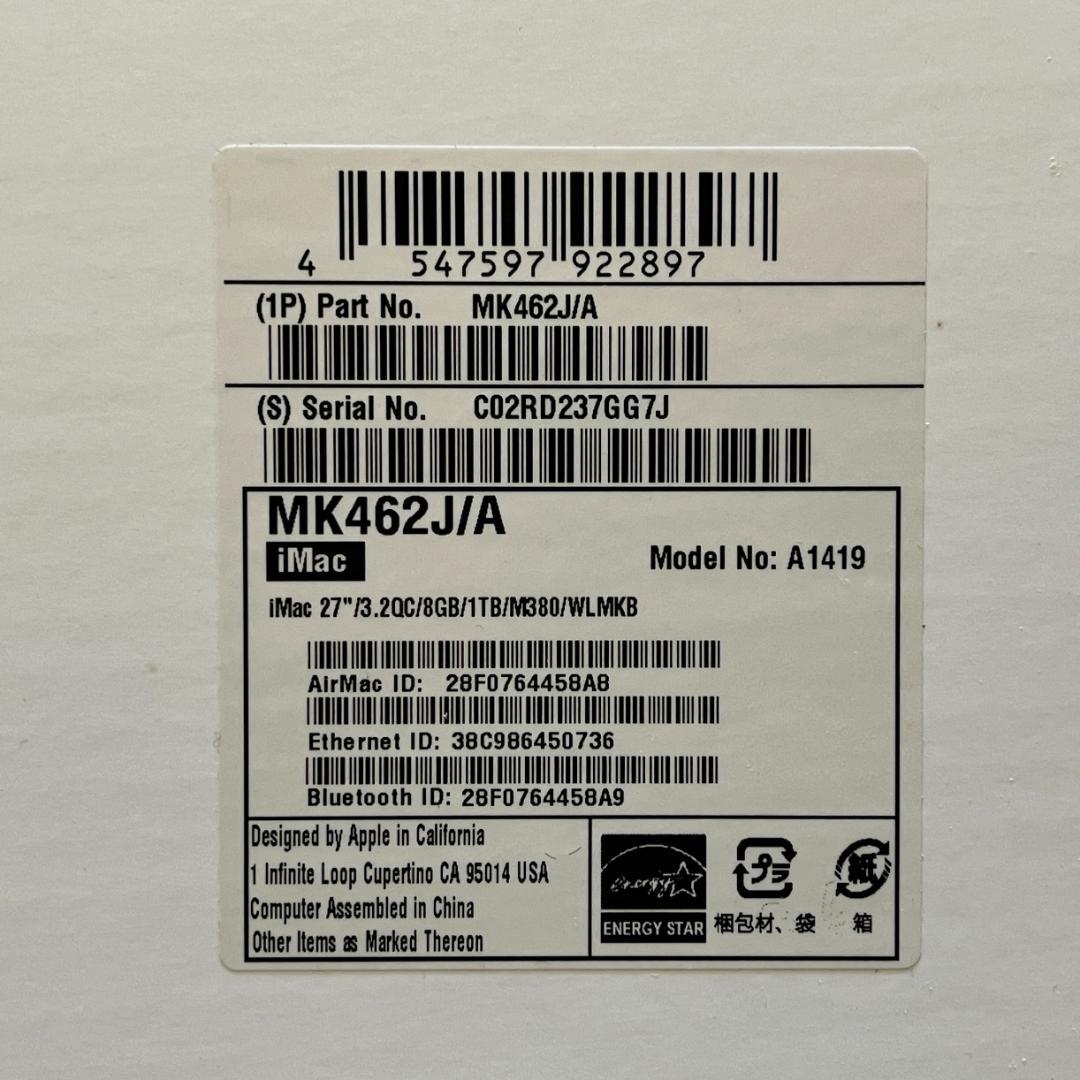 4 547597 922897
(1P) Part No. MK462J/A
(S) Serial No. C02RD237GG7J
MK462J/A
iMac
Model No: A1419
iMac 27"/3.2QC/8GB/1TB/M380/WLMKB
AirMac ID: 28F0764458A8
Ethernet ID: 38C986450736
Bluetooth ID: 28F0764458A9
Designed by Apple in California
1 Infinite Loop Cupertino CA 95014 USA
Computer Assembled in China
Other Items as Marked Thereon
energy
ENERGY STAR
プラ
梱包材、袋
紙
箱